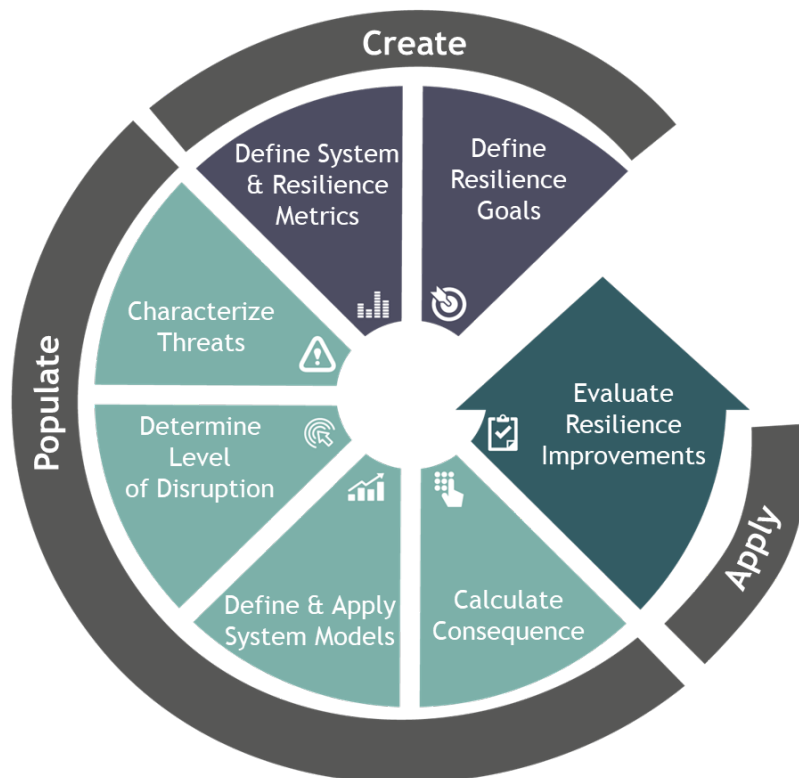 Create
Define System
& Resilience
Metrics
Define
Resilience
Goals
Characterize
Threats
Populate
Determine
Level
of Disruption
Evaluate
Resilience
Improvements
Define & Apply
System Models
Calculate
Consequence
Apply